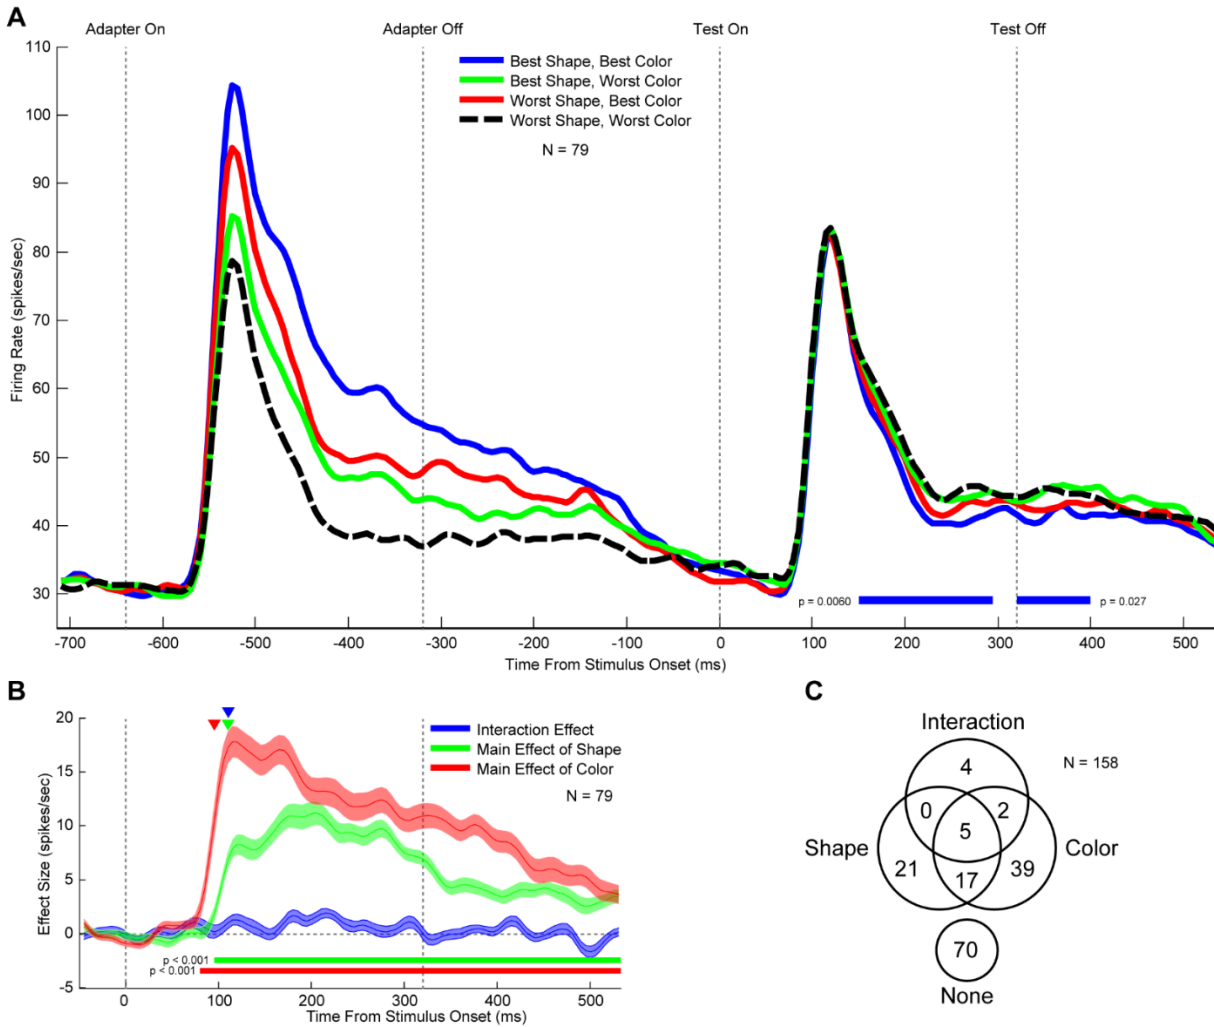 A
Adapter On
Adapter Off
Test On
Test Off
110
100
90
80
70
60
50
40
30
Firing Rate (spikes/sec)
Best Shape, Best Color
Best Shape, Worst Color
Worst Shape, Best Color
Worst Shape, Worst Color
N = 79
p = 0.0060
p = 0.027
-700 -600 -500 -400 -300 -200 -100 0 100 200 300 400 500
Time From Stimulus Onset (ms)
B
20
15
10
5
0
-5
Effect Size (spikes/sec)
Interaction Effect
Main Effect of Shape
Main Effect of Color
N = 79
p < 0.001
p < 0.001
0 100 200 300 400 500
Time From Stimulus Onset (ms)
C
Interaction
N = 158
4
0 2
5
Shape Color
21 39
17
70
None